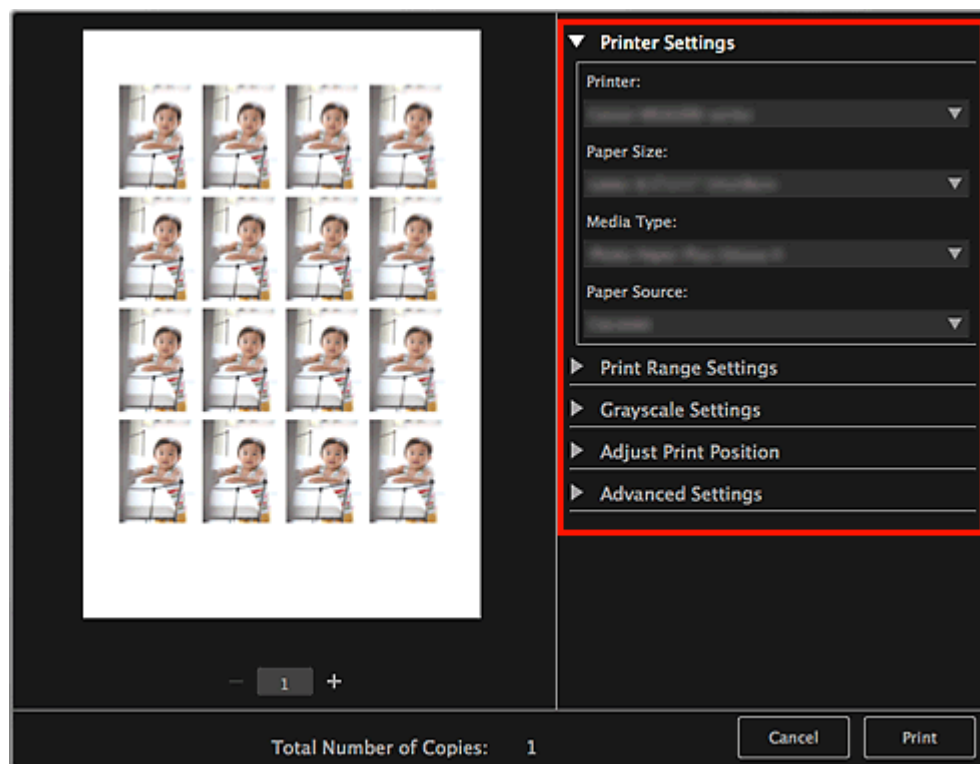 Printer Settings
Printer:
Paper Size:
Media Type:
Paper Source:
Print Range Settings
Grayscale Settings
Adjust Print Position
Advanced Settings
1
Total Number of Copies: 1
Cancel
Print